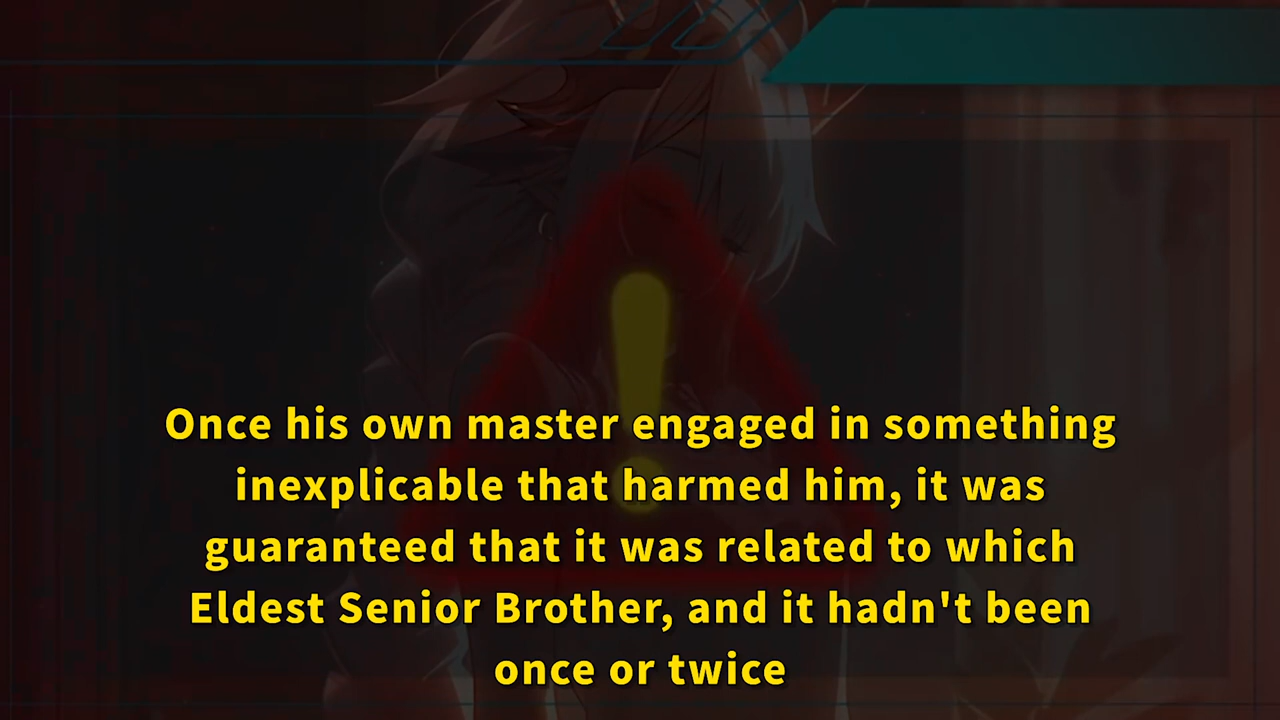 Once his own master engaged in something
inexplicable that harmed him, it was
guaranteed that it was related to which
Eldest Senior Brother, and it hadn't been
once or twice